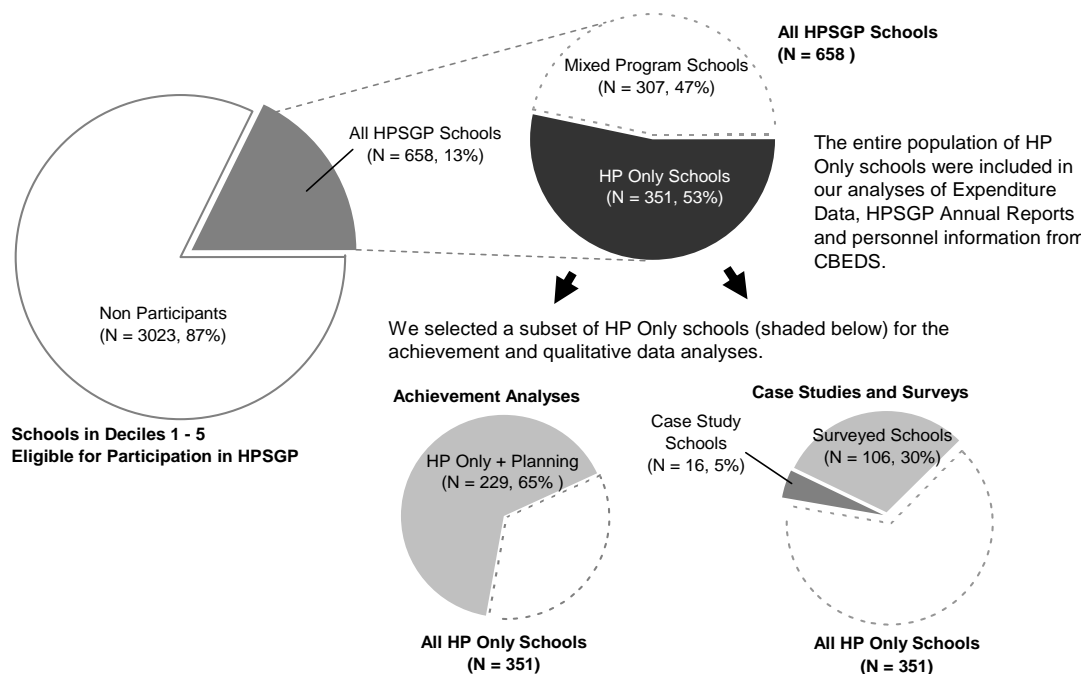 All HPSGP Schools
(N = 658 )
Mixed Program Schools
(N = 307, 47%)
All HPSGP Schools
(N = 658, 13%)
HP Only Schools
(N = 351, 53%)
The entire population of HP
Only schools were included in
our analyses of Expenditure
Data, HPSGP Annual Reports
and personnel information from
CBEDS.
Non Participants
(N = 3023, 87%)
Schools in Deciles 1 - 5
Eligible for Participation in HPSGP
We selected a subset of HP Only schools (shaded below) for the
achievement and qualitative data analyses.
Achievement Analyses
HP Only + Planning
(N = 229, 65% )
All HP Only Schools
(N = 351)
Case Studies and Surveys
Case Study
Schools
(N = 16, 5%)
Surveyed Schools
(N = 106, 30%)
All HP Only Schools
(N = 351)